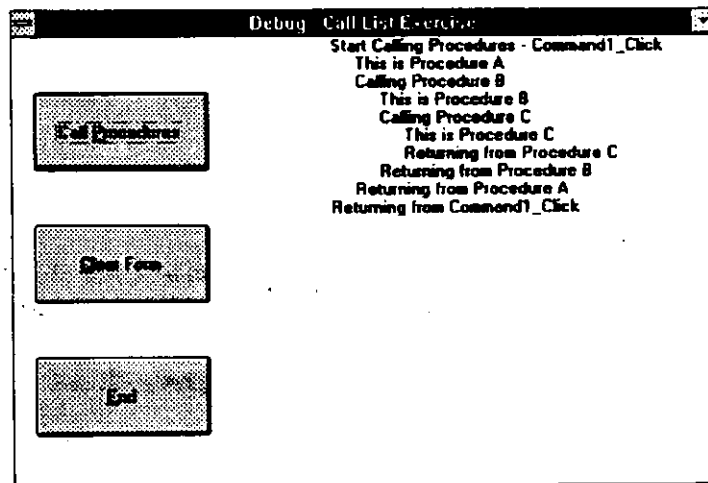 Debug - Call List Exercise
Start Calling Procedures - Command1_Click
This is Procedure A
Calling Procedure B
This is Procedure B
Calling Procedure C
This is Procedure C
Returning from Procedure C
Returning from Procedure B
Returning from Procedure A
Returning from Command1_Click
Call Procedures
Clear Form
End